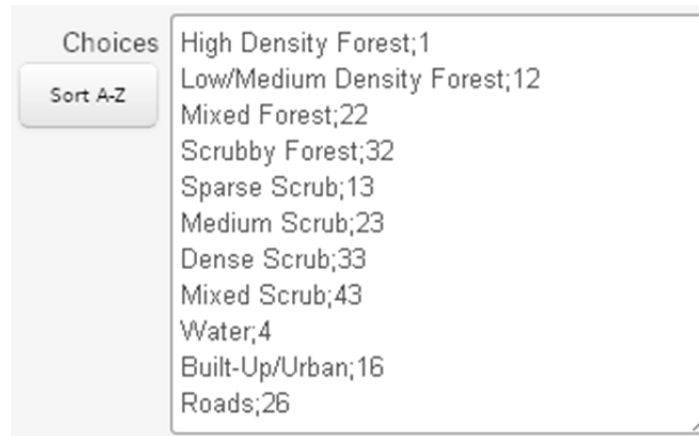 Choices
Sort A-Z
High Density Forest;1
Low/Medium Density Forest;12
Mixed Forest;22
Scrubby Forest;32
Sparse Scrub;13
Medium Scrub;23
Dense Scrub;33
Mixed Scrub;43
Water;4
Built-Up/Urban;16
Roads;26